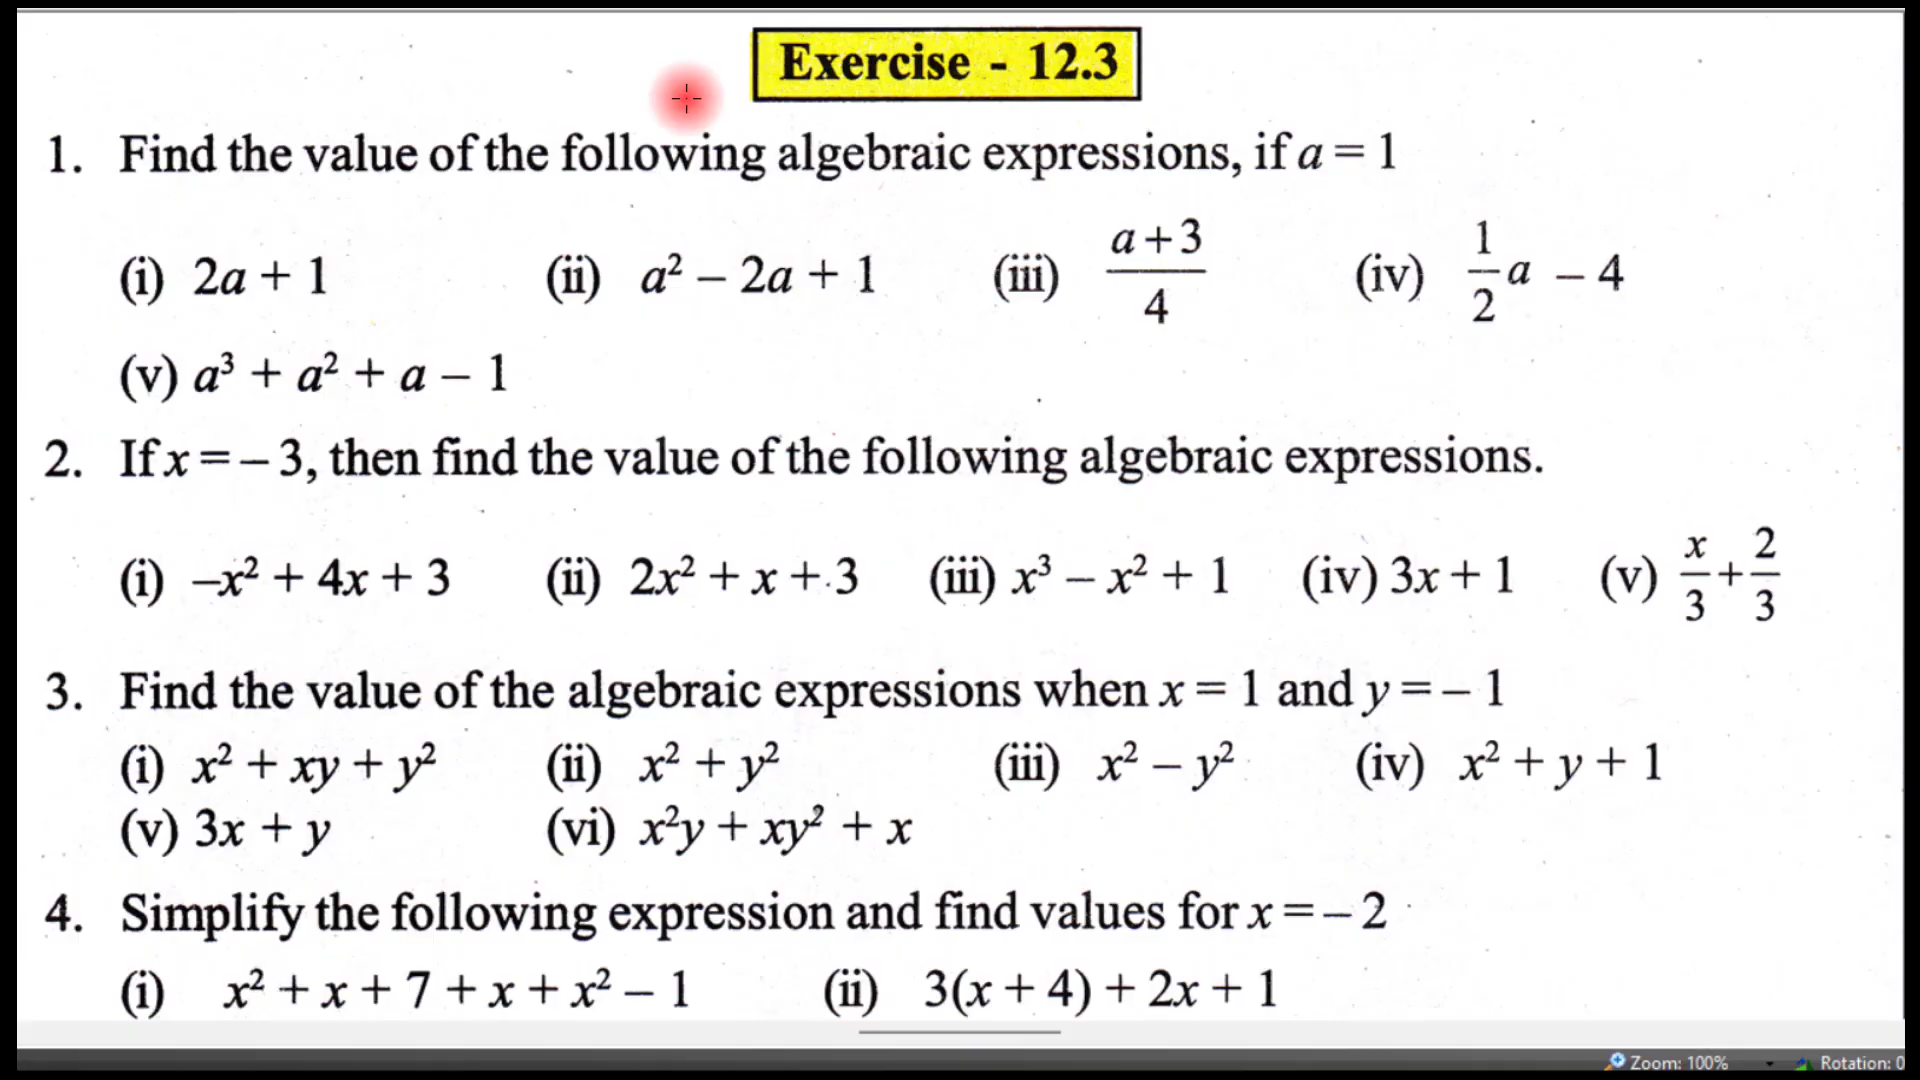 Exercise - 12.3
1. Find the value of the following algebraic expressions, if a = 1
(i) 2a + 1 (ii) a² – 2a + 1 (iii) (a+3)/4 (iv) 1/2 a – 4
(v) a³ + a² + a – 1
2. If x = – 3, then find the value of the following algebraic expressions.
(i) –x² + 4x + 3 (ii) 2x² + x + 3 (iii) x³ – x² + 1 (iv) 3x + 1 (v) x/3 + 2/3
3. Find the value of the algebraic expressions when x = 1 and y = – 1
(i) x² + xy + y² (ii) x² + y² (iii) x² – y² (iv) x² + y + 1
(v) 3x + y (vi) x²y + xy² + x
4. Simplify the following expression and find values for x = – 2
(i) x² + x + 7 + x + x² – 1 (ii) 3(x + 4) + 2x + 1
Zoom: 100% Rotation: 0